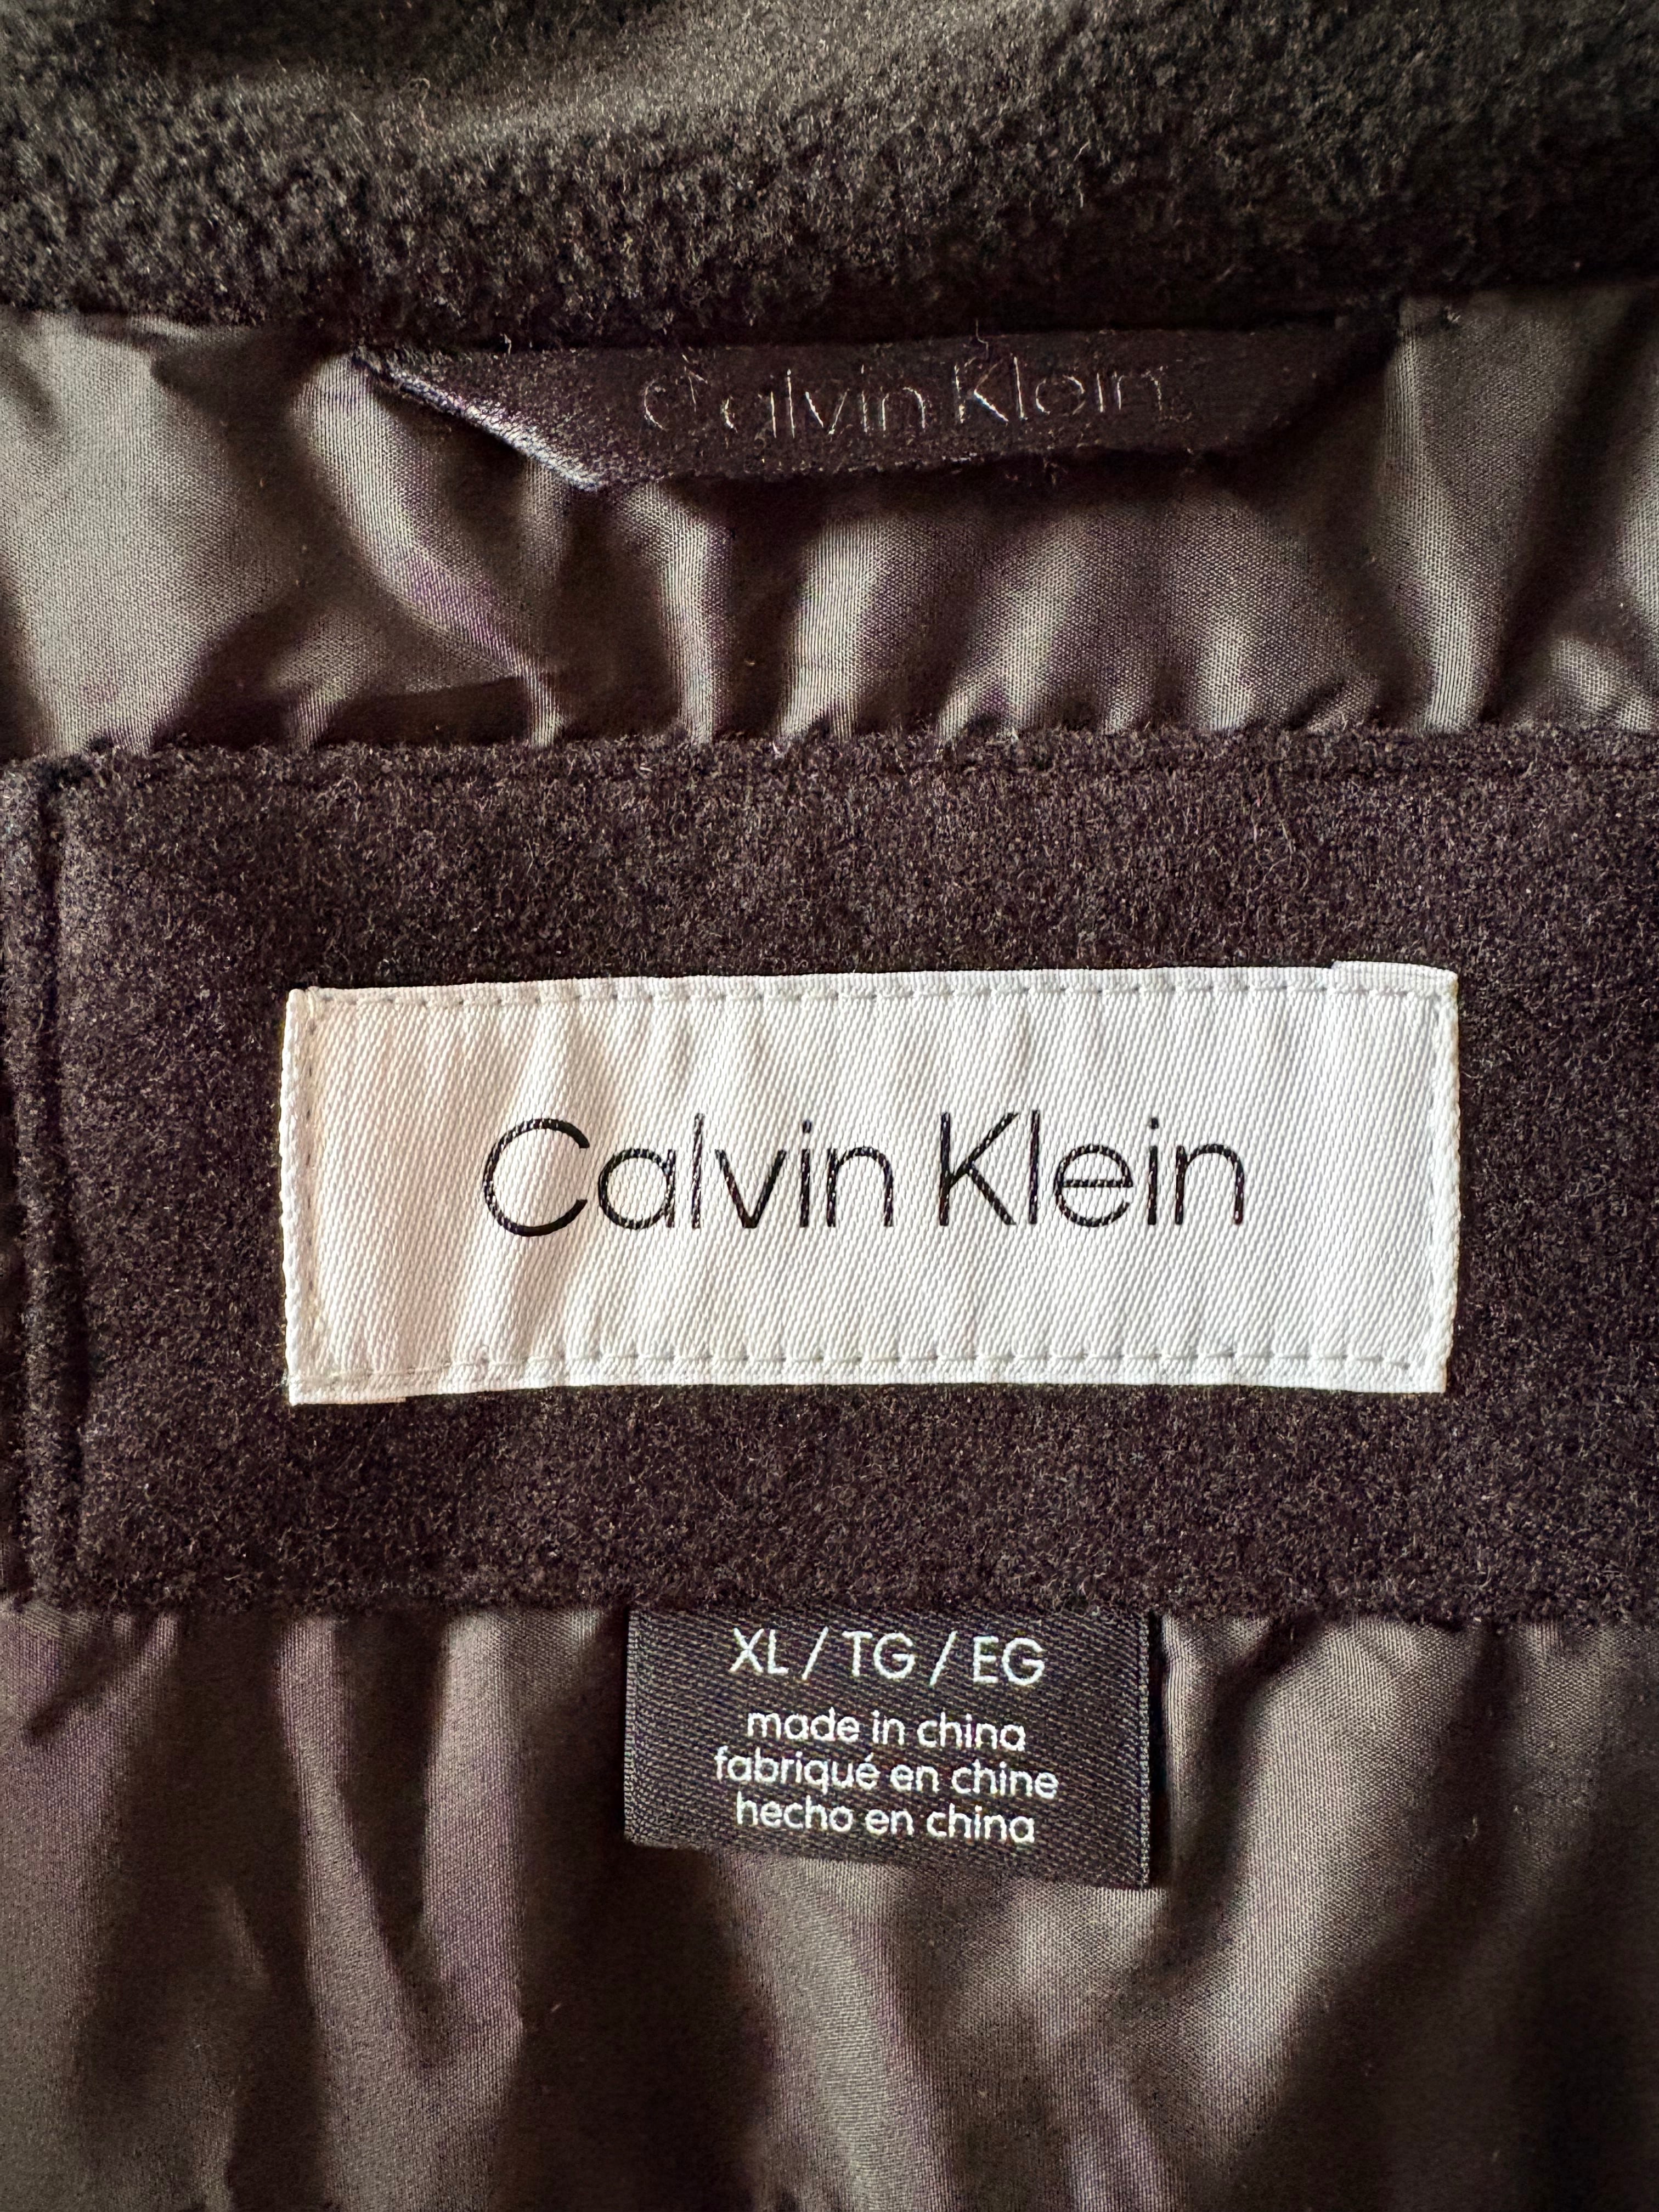 Calvin Klein
Calvin Klein
XL / TG / EG
made in china
fabriqué en chine
hecho en china